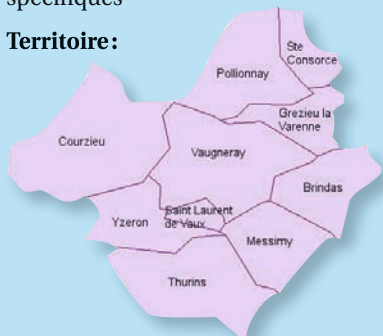 spécifiques
Territoire:
Ste
Consorce
Pollionnay
Grezieu la
Varenne
Courzieu
Vaugneray
Brindas
Saint Laurent
de Vaux
Yzeron
Messimy
Thurins